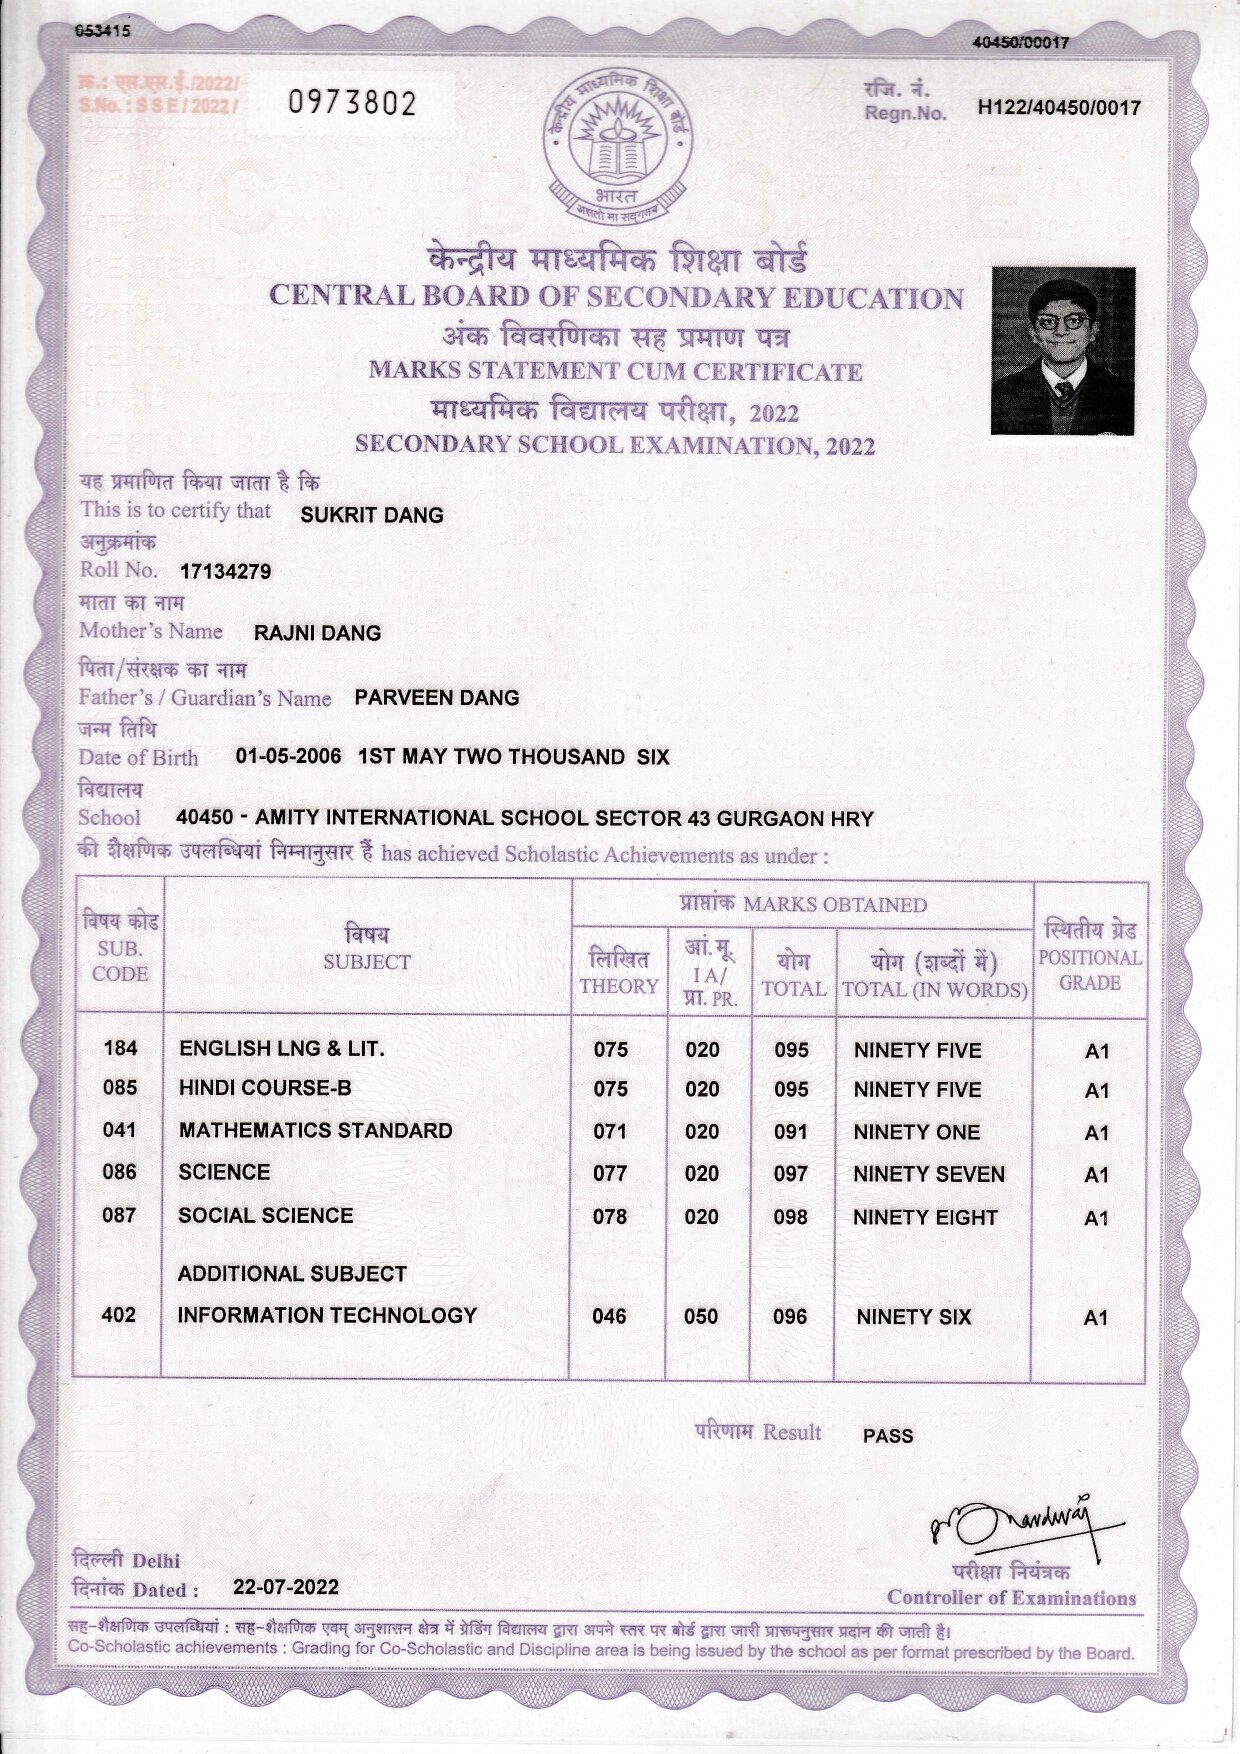 053415
40450/00017
क्र.: एस.एस.ई./2022/
S.No. : S S E / 2022 /
0973802
रजि. नं.
Regn.No. H122/40450/0017
केन्द्रीय माध्यमिक शिक्षा बोर्ड
भारत
असतो मा सद्गमय
केन्द्रीय माध्यमिक शिक्षा बोर्ड
CENTRAL BOARD OF SECONDARY EDUCATION
अंक विवरणिका सह प्रमाण पत्र
MARKS STATEMENT CUM CERTIFICATE
माध्यमिक विद्यालय परीक्षा, 2022
SECONDARY SCHOOL EXAMINATION, 2022
यह प्रमाणित किया जाता है कि
This is to certify that SUKRIT DANG
अनुक्रमांक
Roll No. 17134279
माता का नाम
Mother's Name RAJNI DANG
पिता/संरक्षक का नाम
Father's / Guardian's Name PARVEEN DANG
जन्म तिथि
Date of Birth 01-05-2006 1ST MAY TWO THOUSAND SIX
विद्यालय
School 40450 - AMITY INTERNATIONAL SCHOOL SECTOR 43 GURGAON HRY
की शैक्षणिक उपलब्धियां निम्नानुसार हैं has achieved Scholastic Achievements as under :
विषय कोड
SUB.
CODE
विषय
SUBJECT
प्राप्तांक MARKS OBTAINED
लिखित
THEORY
आं.मू.
I A/
प्रा. PR.
योग
TOTAL
योग (शब्दों में)
TOTAL (IN WORDS)
स्थितीय ग्रेड
POSITIONAL
GRADE
184 ENGLISH LNG & LIT. 075 020 095 NINETY FIVE A1
085 HINDI COURSE-B 075 020 095 NINETY FIVE A1
041 MATHEMATICS STANDARD 071 020 091 NINETY ONE A1
086 SCIENCE 077 020 097 NINETY SEVEN A1
087 SOCIAL SCIENCE 078 020 098 NINETY EIGHT A1
ADDITIONAL SUBJECT
402 INFORMATION TECHNOLOGY 046 050 096 NINETY SIX A1
परिणाम Result PASS
दिल्ली Delhi
दिनांक Dated : 22-07-2022
परीक्षा नियंत्रक
Controller of Examinations
सह-शैक्षणिक उपलब्धियां : सह-शैक्षणिक एवम् अनुशासन क्षेत्र में ग्रेडिंग विद्यालय द्वारा अपने स्तर पर बोर्ड द्वारा जारी प्रारूपनुसार प्रदान की जाती है।
Co-Scholastic achievements : Grading for Co-Scholastic and Discipline area is being issued by the school as per format prescribed by the Board.